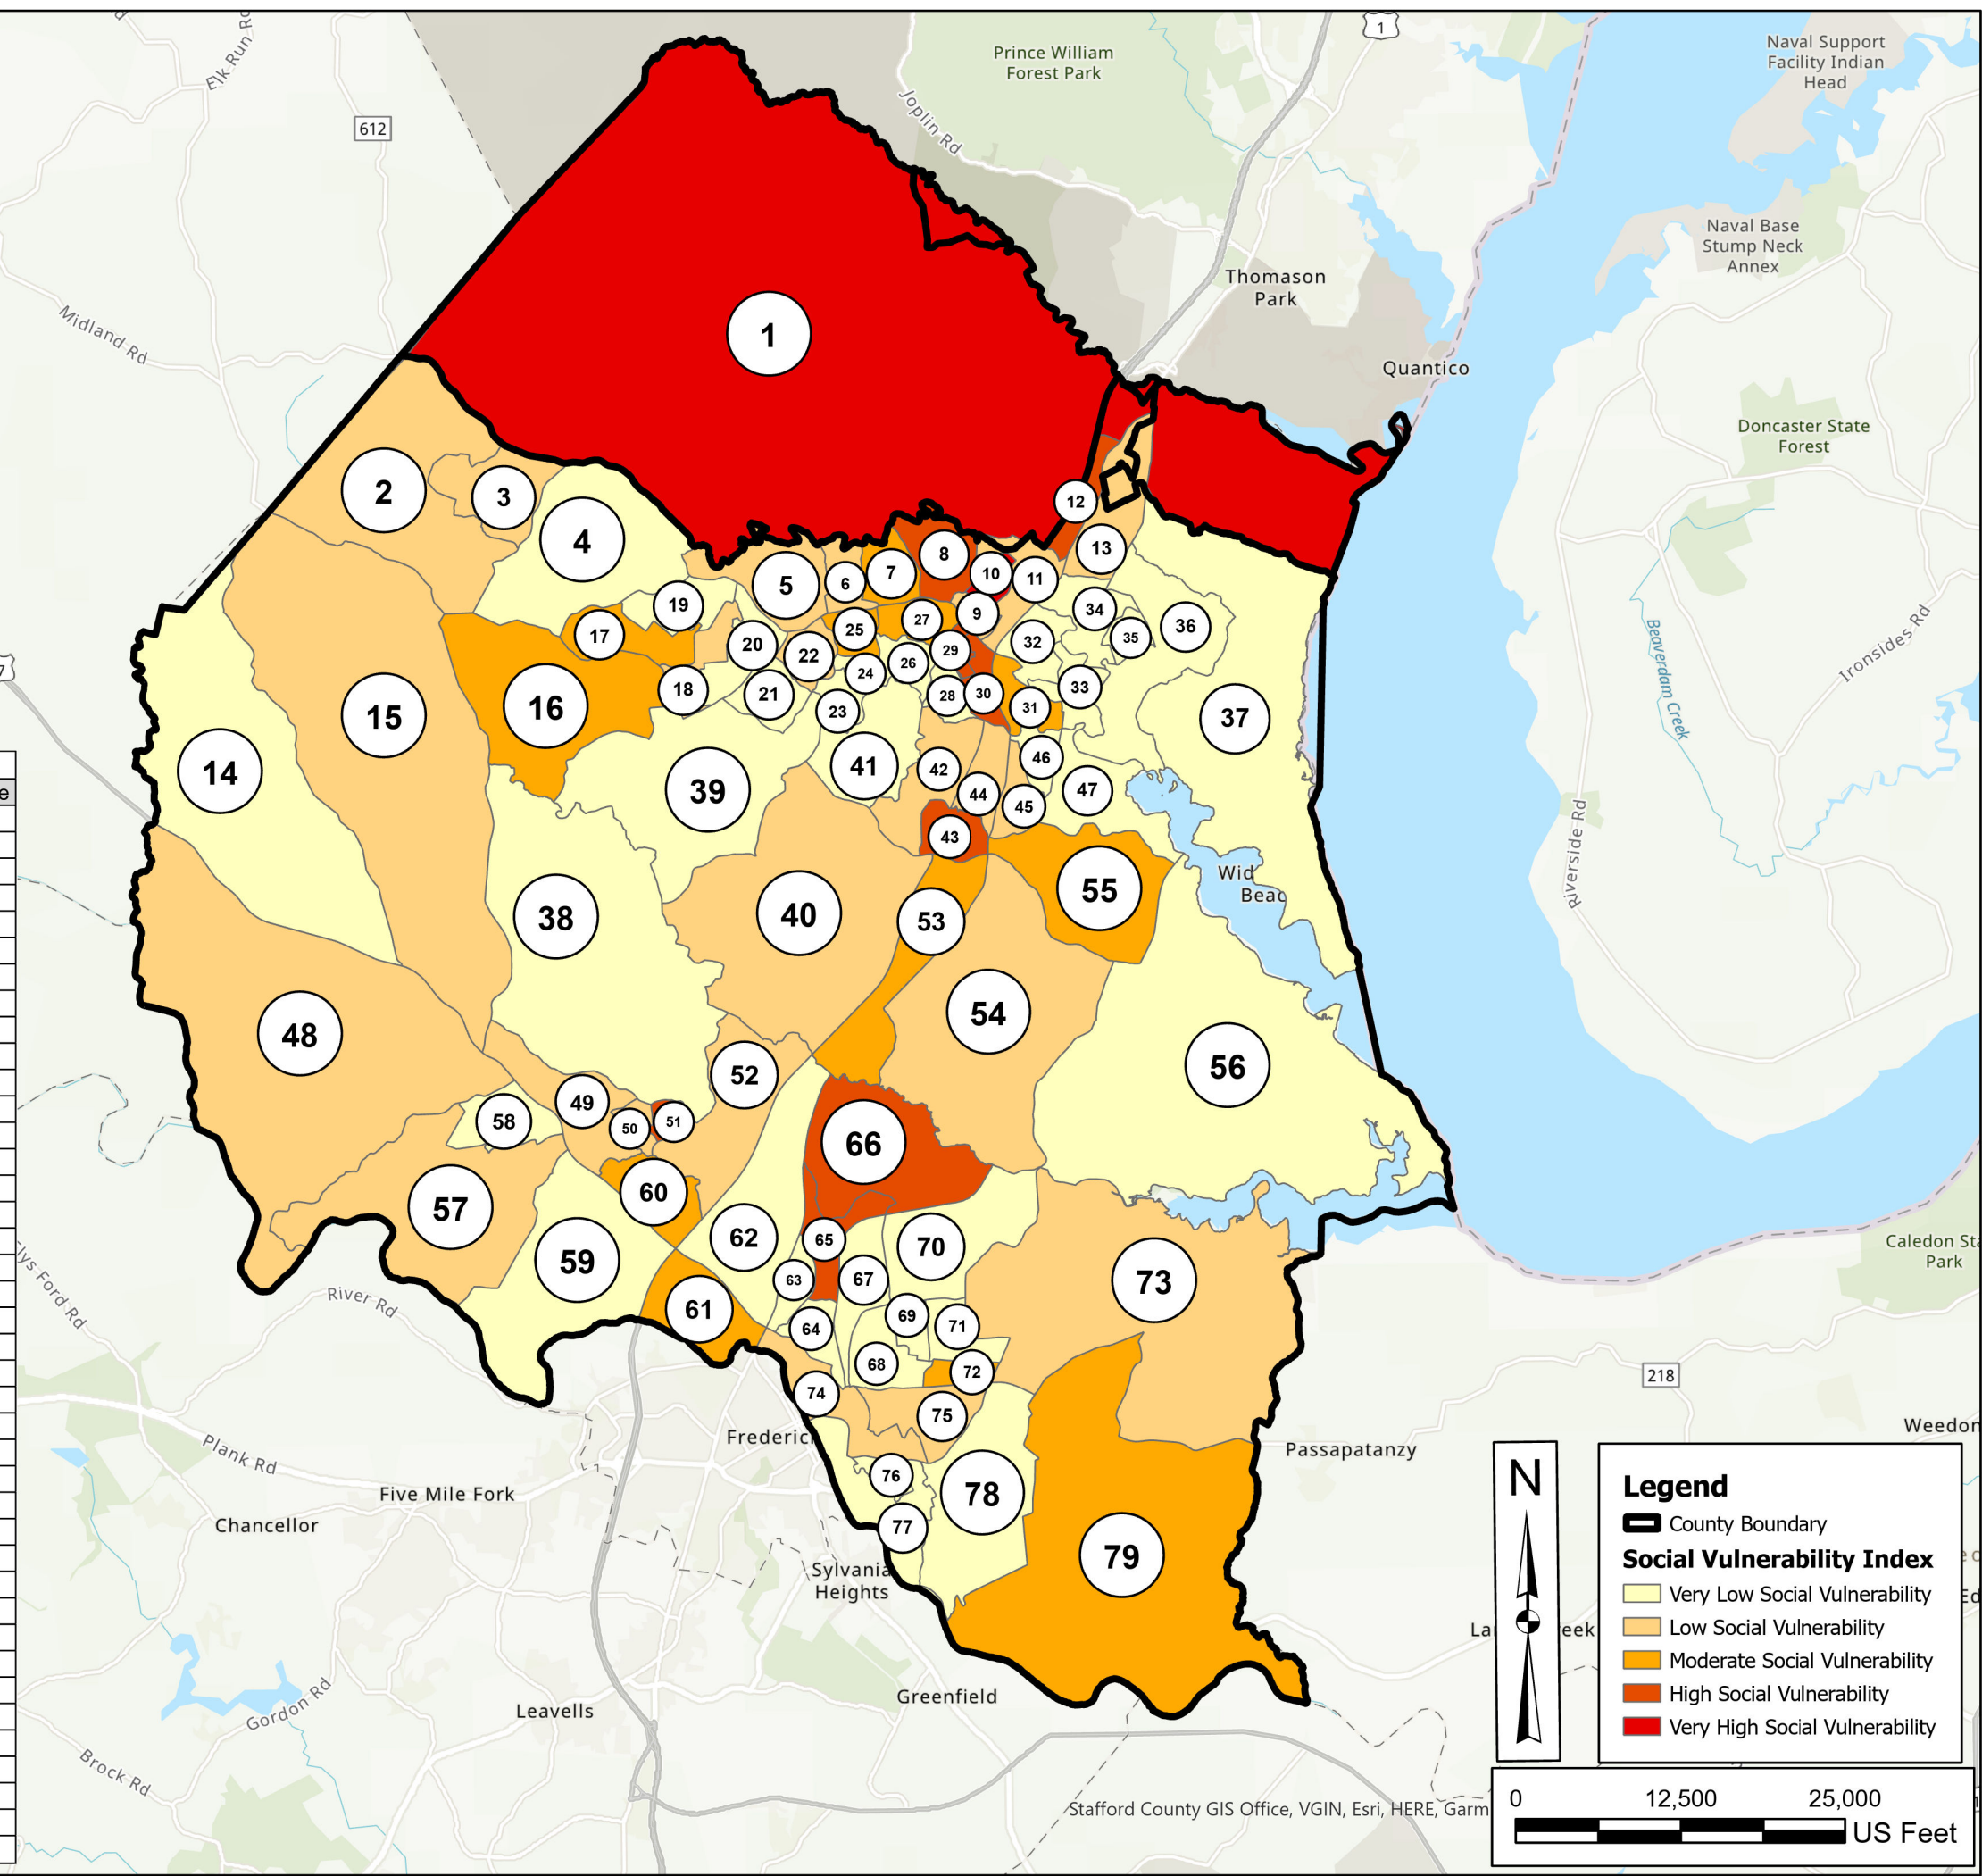 Elk Run Rd
612
Midland Rd
Joplin Rd
Prince William
Forest Park
1
Naval Support
Facility Indian
Head
Naval Base
Stump Neck
Annex
Thomason
Park
Quantico
Doncaster State
Forest
Beaverdam Creek
Ironsides Rd
Riverside Rd
7
e
1
2
3
4
5
6
7
8
9
10
11
12
13
14
15
16
17
18
19
20
21
22
23
24
25
26
27
28
29
30
31
32
33
34
35
36
37
38
39
40
41
42
43
44
45
46
47
48
49
50
51
52
53
54
55
56
57
58
59
60
61
62
63
64
65
66
67
68
69
70
71
72
73
74
75
76
77
78
79
Wid
Beac
Caledon Sta
Park
River Rd
lys Ford Rd
Plank Rd
Five Mile Fork
Chancellor
Frederic
Sylvania
Heights
Passapatanzy
218
Weedon
Leavells
Greenfield
Gordon Rd
Brock Rd
eek
N
Legend
County Boundary
Social Vulnerability Index
Very Low Social Vulnerability
Low Social Vulnerability
Moderate Social Vulnerability
High Social Vulnerability
Very High Social Vulnerability
Stafford County GIS Office, VGIN, Esri, HERE, Garm
0 12,500 25,000
US Feet